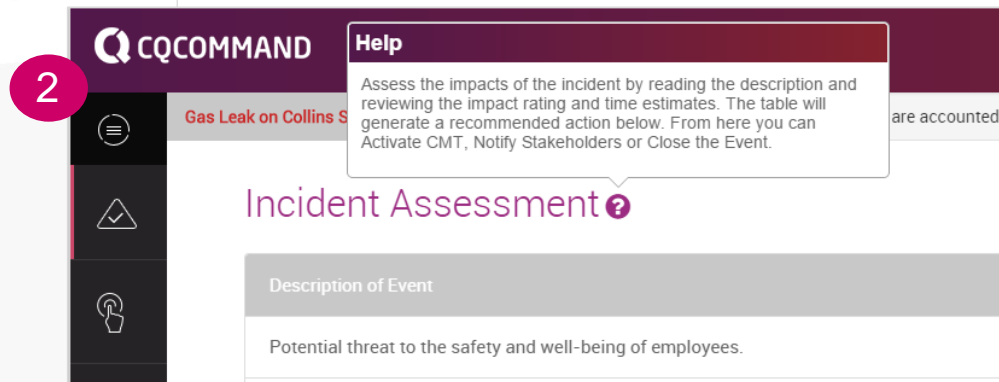 2
CQCOMMAND
Help
Assess the impacts of the incident by reading the description and
reviewing the impact rating and time estimates. The table will
generate a recommended action below. From here you can
Activate CMT, Notify Stakeholders or Close the Event.
Gas Leak on Collins S
are accounted
Incident Assessment
?
Description of Event
Potential threat to the safety and well-being of employees.